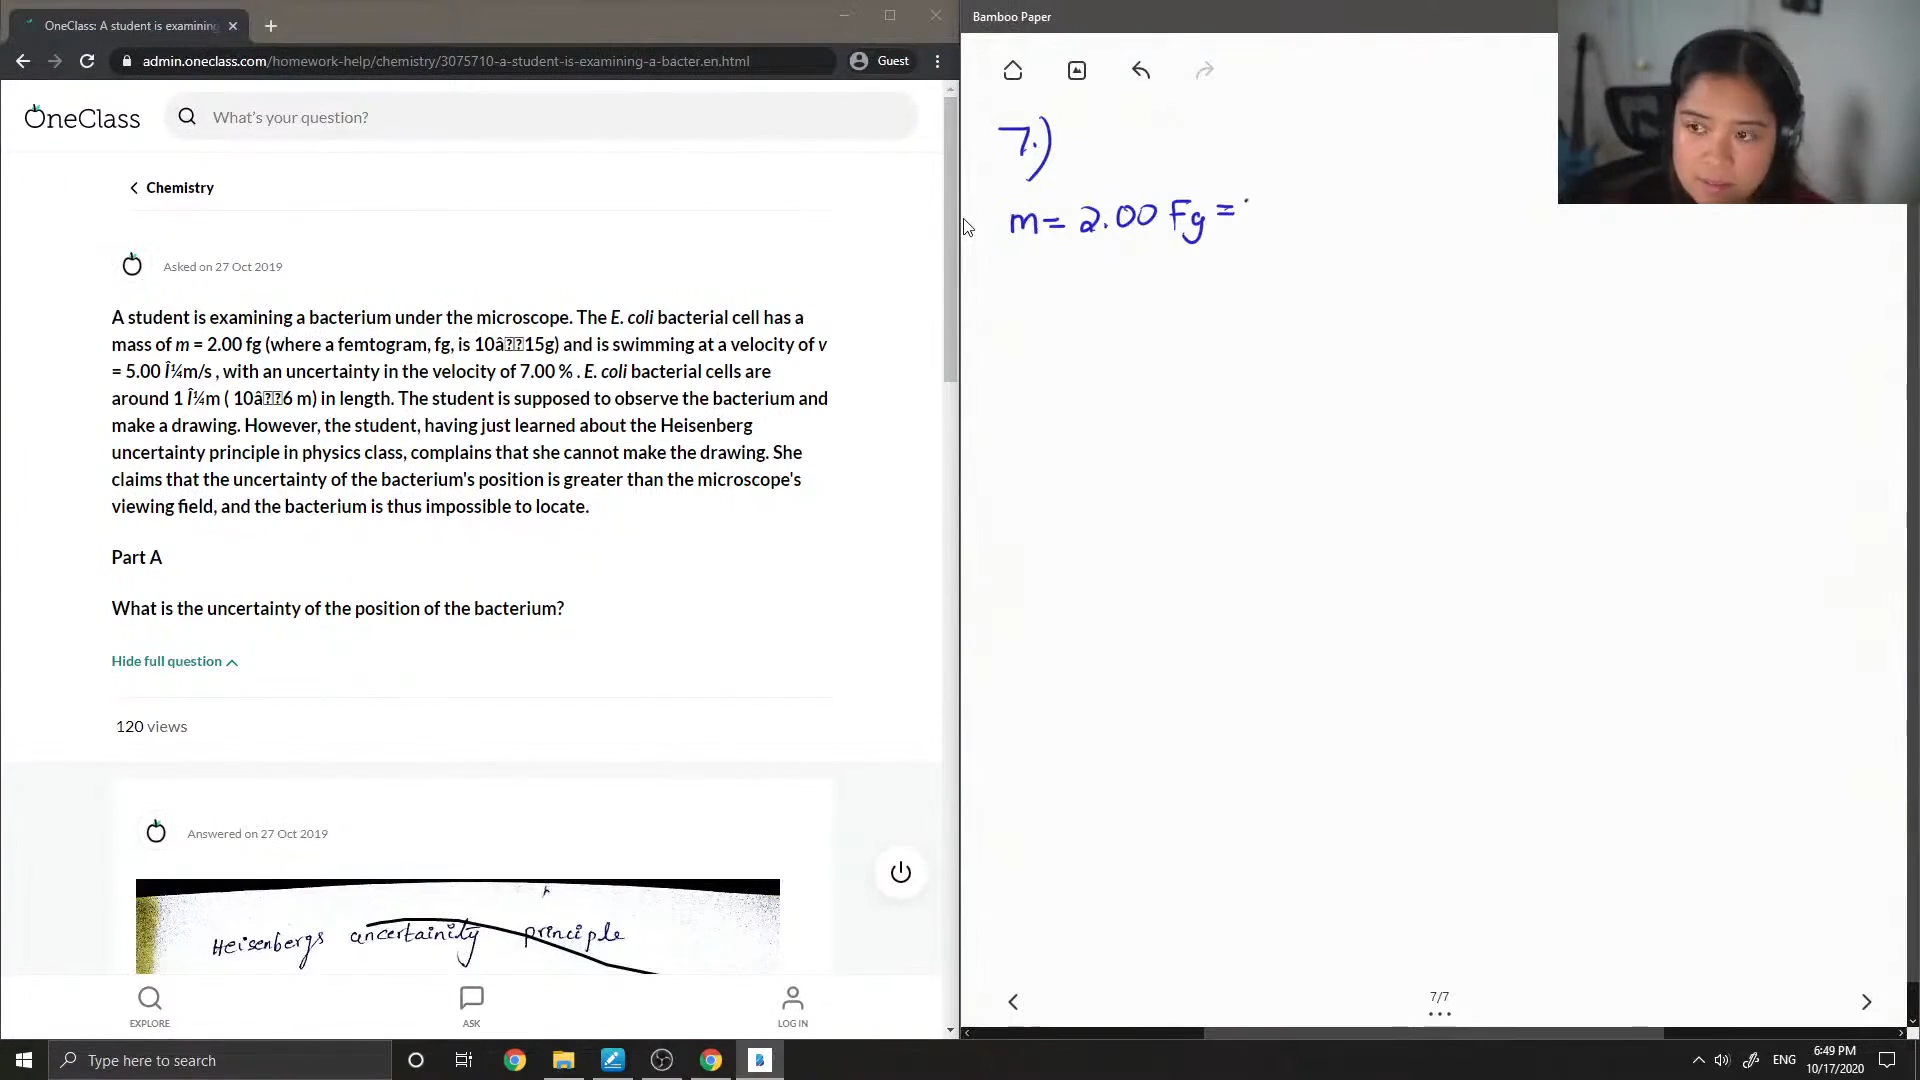 OneClass: A student is examining
admin.oneclass.com/homework-help/chemistry/3075710-a-student-is-examining-a-bacter.en.html
Guest
OneClass
What's your question?
Chemistry
Asked on 27 Oct 2019
A student is examining a bacterium under the microscope. The E. coli bacterial cell has a
mass of m = 2.00 fg (where a femtogram, fg, is 10â15g) and is swimming at a velocity of v
= 5.00 Î¼m/s , with an uncertainty in the velocity of 7.00 % . E. coli bacterial cells are
around 1 Î¼m ( 10â6 m) in length. The student is supposed to observe the bacterium and
make a drawing. However, the student, having just learned about the Heisenberg
uncertainty principle in physics class, complains that she cannot make the drawing. She
claims that the uncertainty of the bacterium's position is greater than the microscope's
viewing field, and the bacterium is thus impossible to locate.
Part A
What is the uncertainty of the position of the bacterium?
Hide full question
120 views
Answered on 27 Oct 2019
Heisenbergs uncertainity principle
EXPLORE
ASK
LOG IN
Bamboo Paper
7.)
m = 2.00 Fg =
7/7
Type here to search
ENG
6:49 PM
10/17/2020